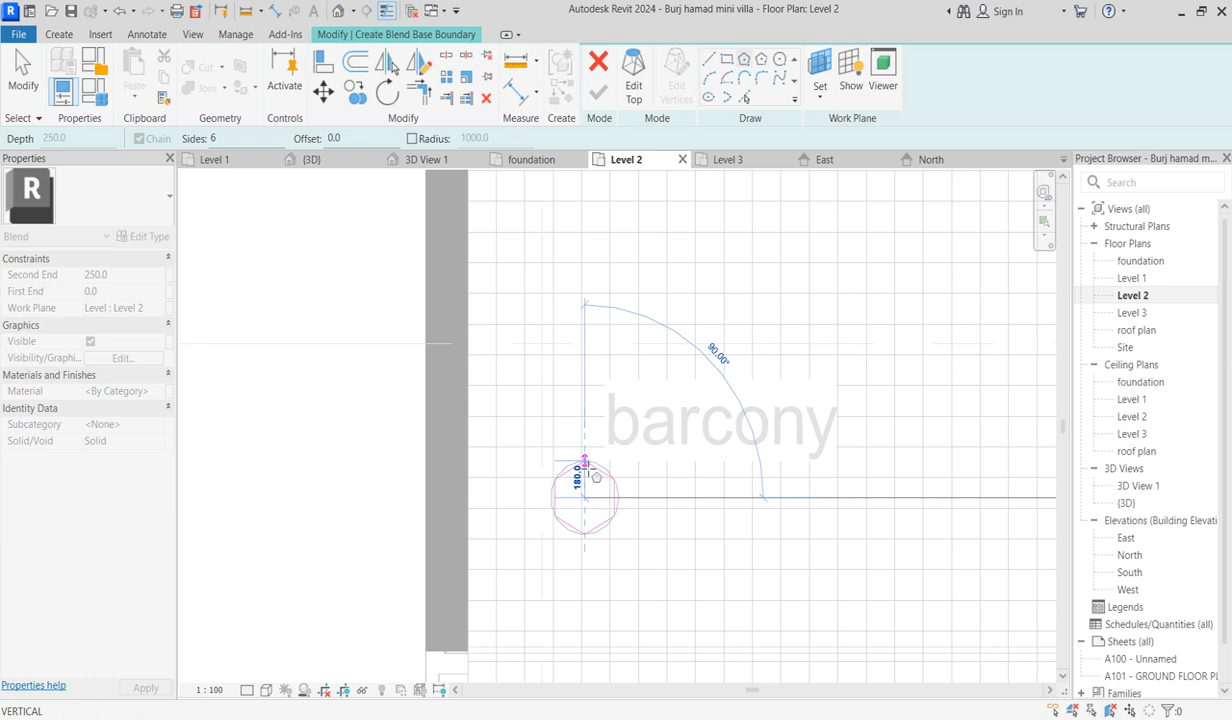 Autodesk Revit 2024 - Burj hamad mini villa - Floor Plan: Level 2
Sign In
File
Create
Insert
Annotate
View
Manage
Add-Ins
Modify | Create Blend Base Boundary
Modify
Paste
Cut
Join
Activate
Create
Edit
Top
Edit
Vertices
Set
Show
Viewer
Select
Properties
Clipboard
Geometry
Controls
Modify
Measure
Create
Mode
Mode
Draw
Work Plane
Depth 250.0
Chain
Sides: 6
Offset: 0.0
Radius: 1000.0
Properties
Level 1
{3D}
3D View 1
foundation
Level 2
Level 3
East
North
Project Browser - Burj hamad m...
R
Blend
Edit Type
Constraints
Second End 250.0
First End 0.0
Work Plane Level : Level 2
Graphics
Visible
Visibility/Graphi... Edit...
Materials and Finishes
Material <By Category>
Identity Data
Subcategory <None>
Solid/Void Solid
Properties help
Apply
90.00°
barcony
180.0
1 : 100
Search
Views (all)
Structural Plans
Floor Plans
foundation
Level 1
Level 2
Level 3
roof plan
Site
Ceiling Plans
foundation
Level 1
Level 2
Level 3
roof plan
3D Views
3D View 1
{3D}
Elevations (Building Elevati
East
North
South
West
Legends
Schedules/Quantities (all)
Sheets (all)
A100 - Unnamed
A101 - GROUND FLOOR PL
Families
VERTICAL
:0